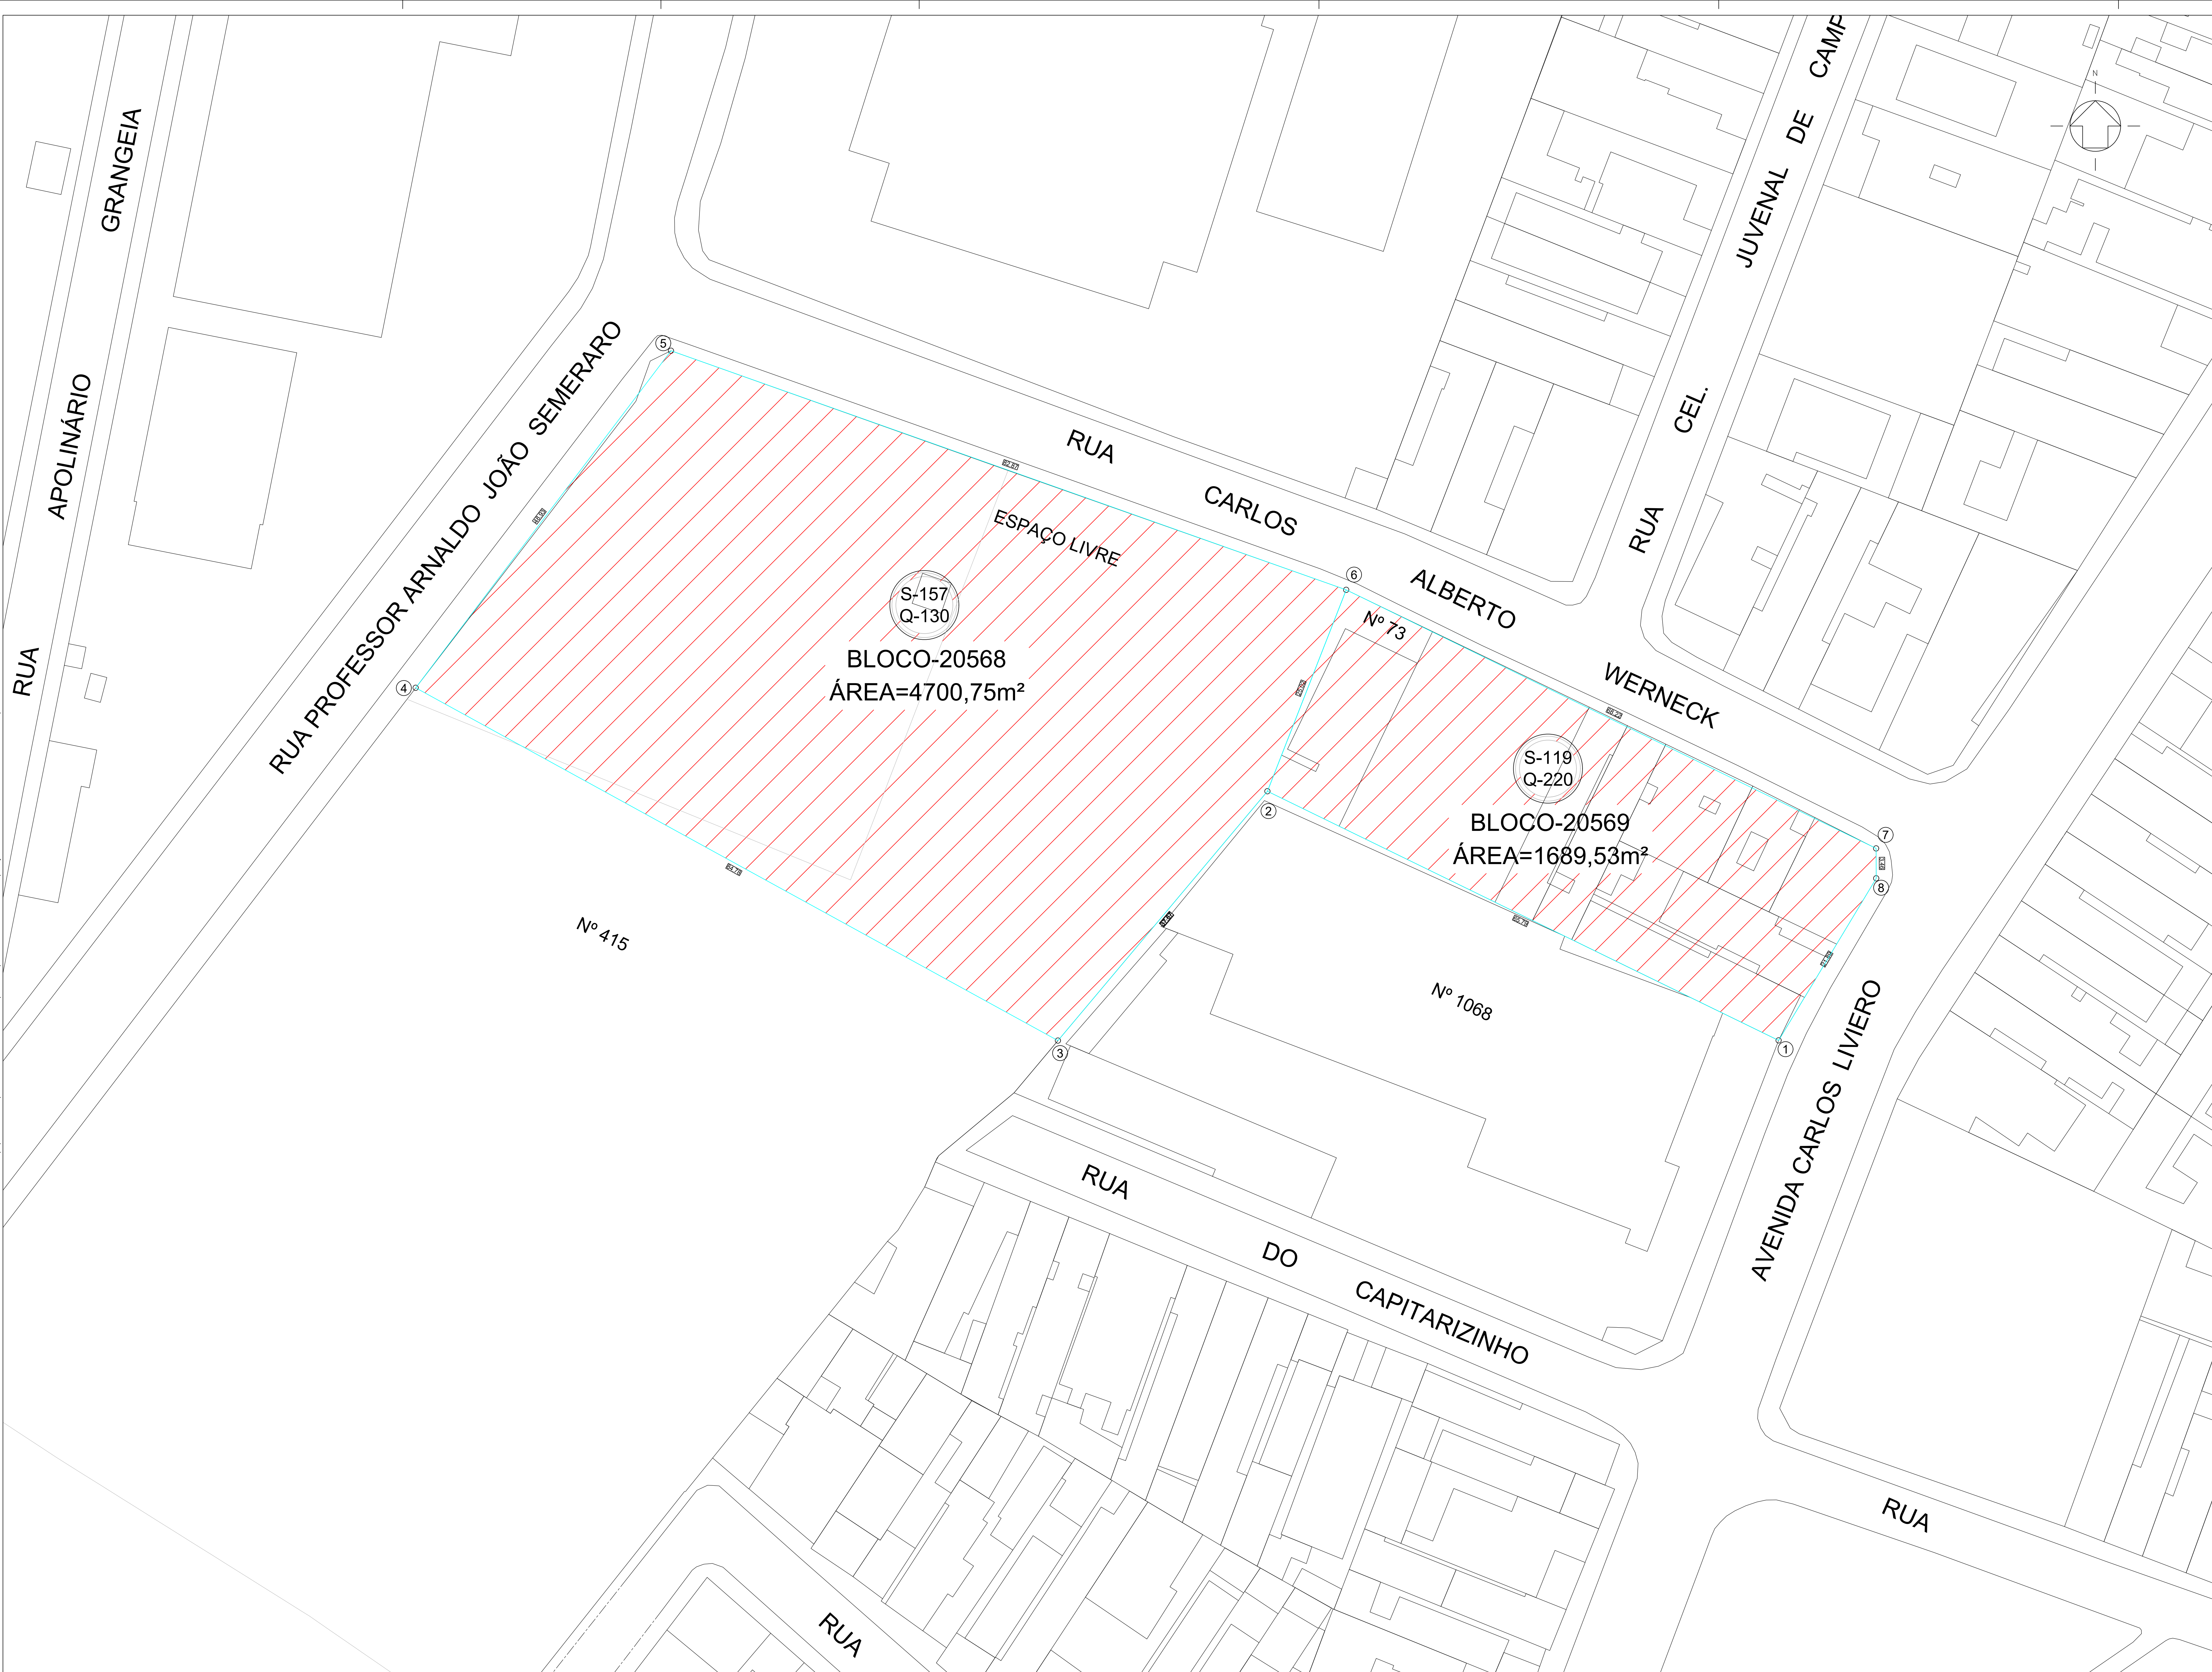 N
GRANGEIA
APOLINÁRIO
RUA
RUA PROFESSOR ARNALDO JOÃO SEMERARO
RUA
CARLOS
ALBERTO
WERNECK
RUA
CEL.
JUVENAL
DE
CAMP
5
6
ESPAÇO LIVRE
S-157
Q-130
BLOCO-20568
ÁREA=4700,75m²
4
Nº 73
S-119
Q-220
BLOCO-20569
ÁREA=1689,53m²
2
7
8
1
3
Nº 415
Nº 1068
AVENIDA CARLOS LIVIERO
RUA
DO
CAPITARIZINHO
RUA
RUA